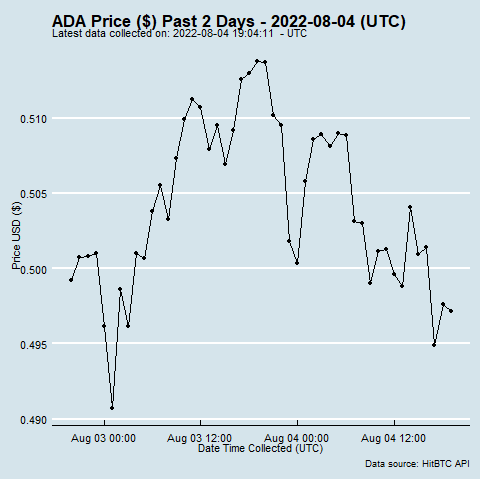 ADA Price ($) Past 2 Days - 2022-08-04 (UTC)
Latest data collected on: 2022-08-04 19:04:11  - UTC
0.510
0.505
0.500
0.495
0.490
Price USD ($)
Aug 03 00:00
Aug 03 12:00
Aug 04 00:00
Aug 04 12:00
Date Time Collected (UTC)
Data source: HitBTC API